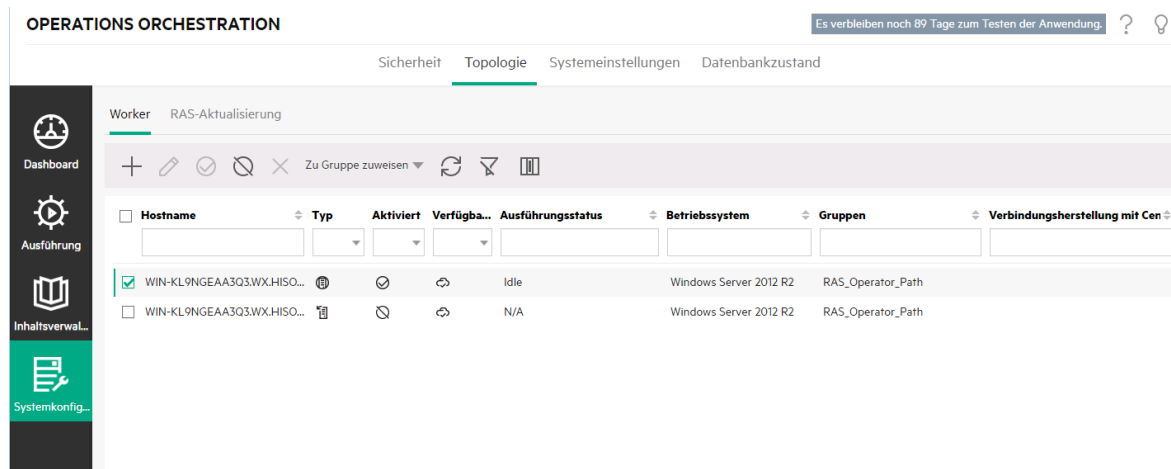 OPERATIONS ORCHESTRATION
Es verbleiben noch 89 Tage zum Testen der Anwendung.
Sicherheit Topologie Systemeinstellungen Datenbankzustand
Worker RAS-Aktualisierung
Dashboard
Zu Gruppe zuweisen
Hostname Typ Aktiviert Verfügba... Ausführungsstatus Betriebssystem Gruppen Verbindungsherstellung mit Cen
Ausführung
WIN-KL9NGEAA3Q3.WX.HISO... Idle Windows Server 2012 R2 RAS_Operator_Path
WIN-KL9NGEAA3Q3.WX.HISO... N/A Windows Server 2012 R2 RAS_Operator_Path
Inhaltsverwal...
Systemkonfig...